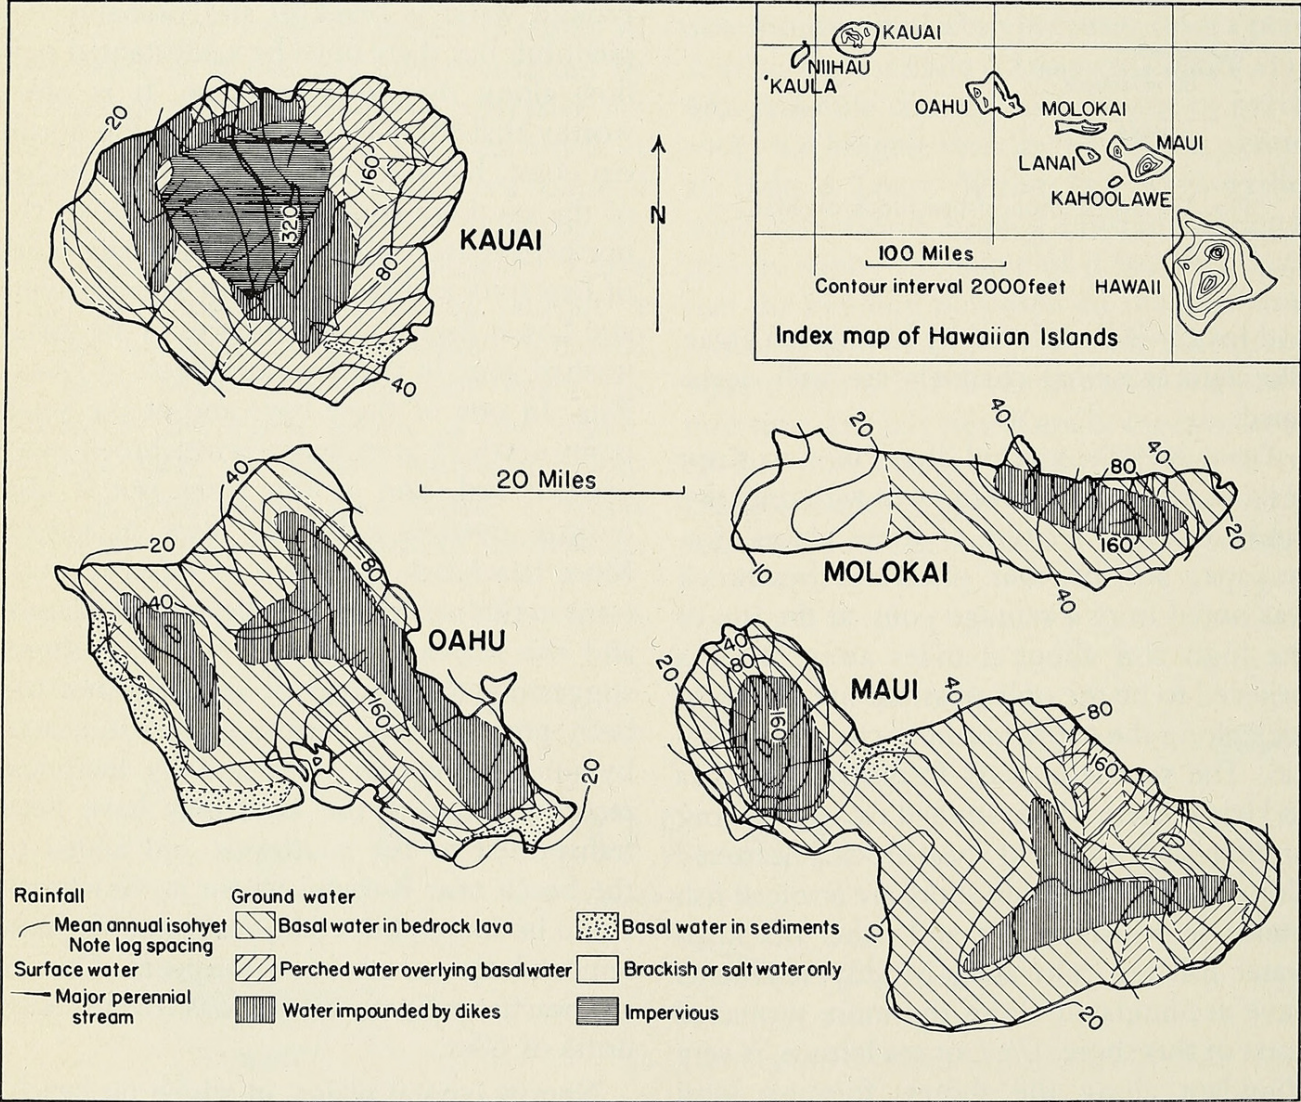 KAUAI
NIIHAU
KAULA
OAHU
MOLOKAI
LANAI
MAUI
KAHOOLAWE
HAWAII
100 Miles
Contour interval 2000feet
Index map of Hawaiian Islands
20
160
320
80
40
KAUAI
N
20 Miles
40
20
80
40
160
20
OAHU
20
40
40
80
160
20
10
40
MOLOKAI
20
40
80
160
MAUI
40
80
160
10
20
Rainfall
Mean annual isohyet
Note log spacing
Surface water
Major perennial
stream
Ground water
Basal water in bedrock lava
Perched water overlying basal water
Water impounded by dikes
Basal water in sediments
Brackish or salt water only
Impervious